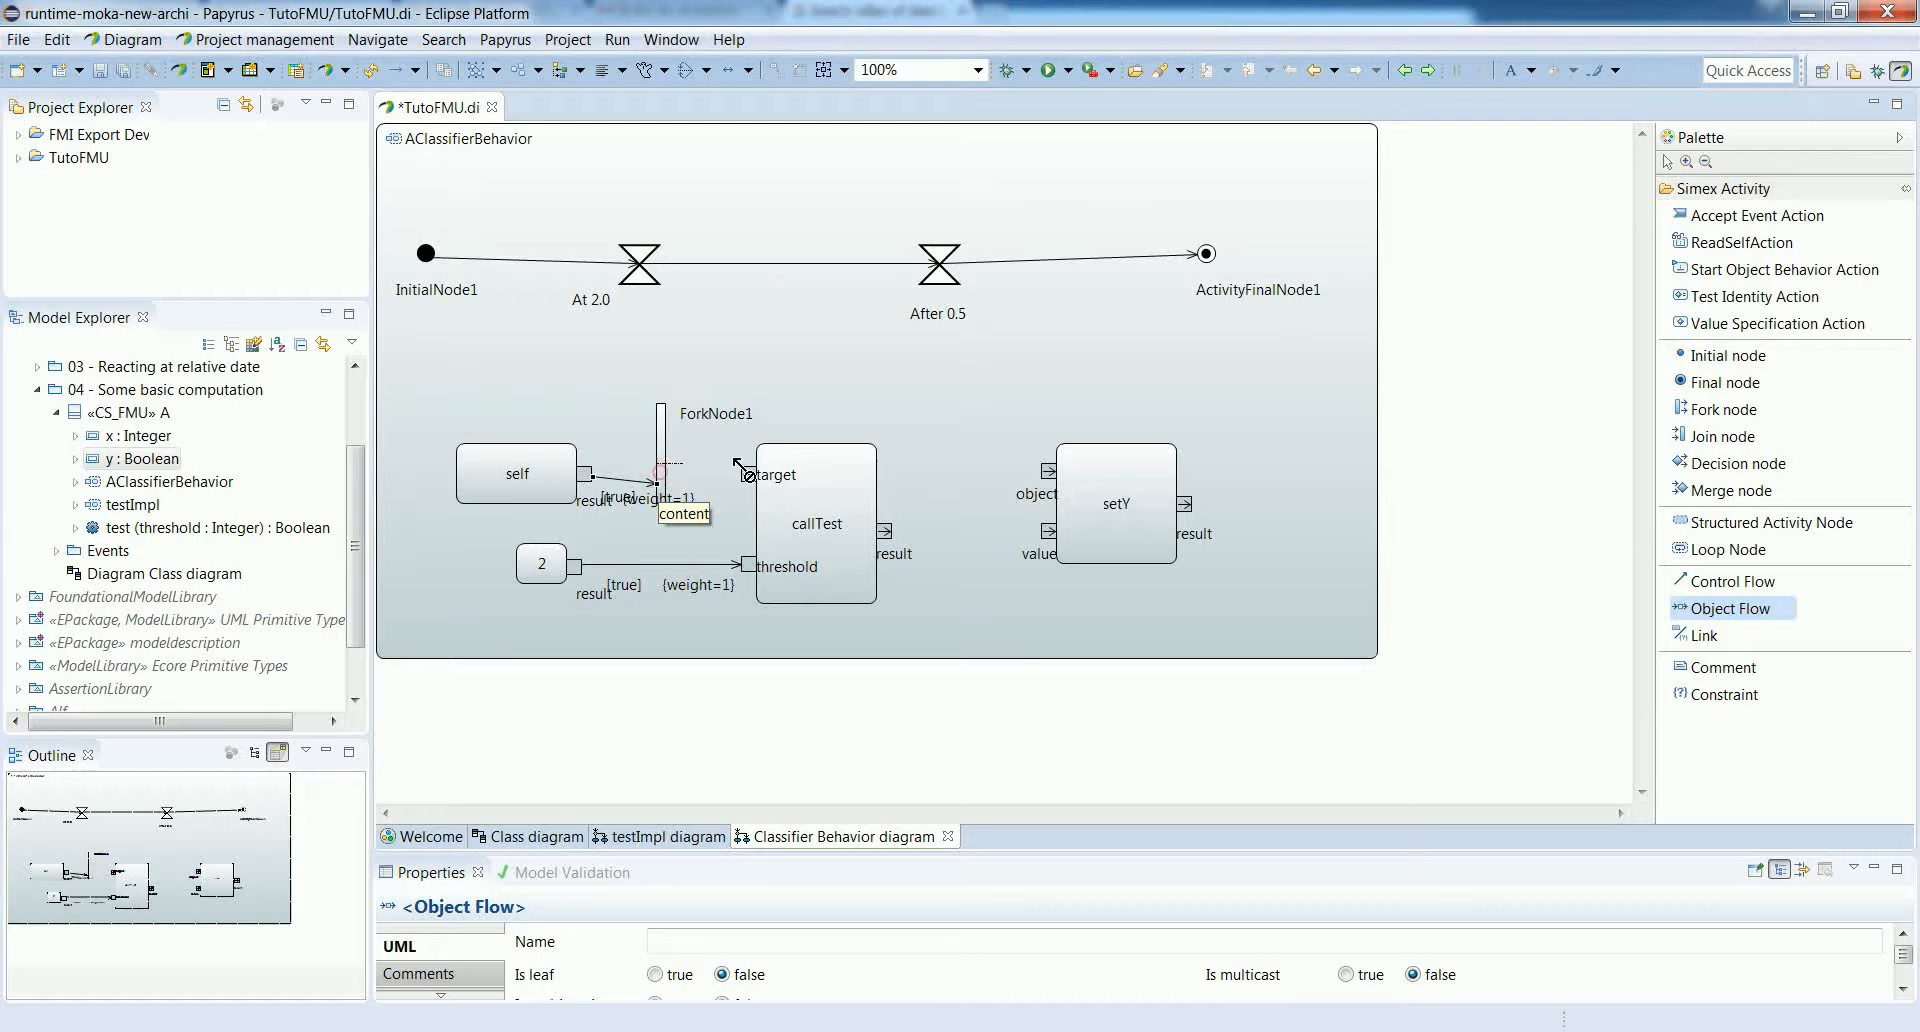 runtime-moka-new-archi - Papyrus - TutoFMU/TutoFMU.di - Eclipse Platform
File Edit Diagram Project management Navigate Search Papyrus Project Run Window Help
100%
Quick Access
Project Explorer
FMI Export Dev
TutoFMU
Model Explorer
03 - Reacting at relative date
04 - Some basic computation
«CS_FMU» A
x : Integer
y : Boolean
AClassifierBehavior
testImpl
test (threshold : Integer) : Boolean
Events
Diagram Class diagram
FoundationalModelLibrary
«EPackage, ModelLibrary» UML Primitive Type
«EPackage» modeldescription
«ModelLibrary» Ecore Primitive Types
AssertionLibrary
Alf
Outline
*TutoFMU.di
AClassifierBehavior
InitialNode1
At 2.0
After 0.5
ActivityFinalNode1
ForkNode1
self
result
[true]
{weight=1}
content
target
callTest
threshold
result
2
result
[true]
{weight=1}
object
value
setY
result
Palette
Simex Activity
Accept Event Action
ReadSelfAction
Start Object Behavior Action
Test Identity Action
Value Specification Action
Initial node
Final node
Fork node
Join node
Decision node
Merge node
Structured Activity Node
Loop Node
Control Flow
Object Flow
Link
Comment
Constraint
Welcome Class diagram testImpl diagram Classifier Behavior diagram
Properties Model Validation
<Object Flow>
UML
Comments
Name
Is leaf true false
Is multicast true false